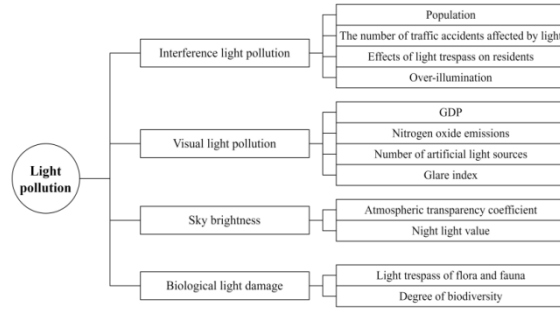 Light
pollution
Interference light pollution
Population
The number of traffic accidents affected by light
Effects of light trespass on residents
Over-illumination
Visual light pollution
GDP
Nitrogen oxide emissions
Number of artificial light sources
Glare index
Sky brightness
Atmospheric transparency coefficient
Night light value
Biological light damage
Light trespass of flora and fauna
Degree of biodiversity